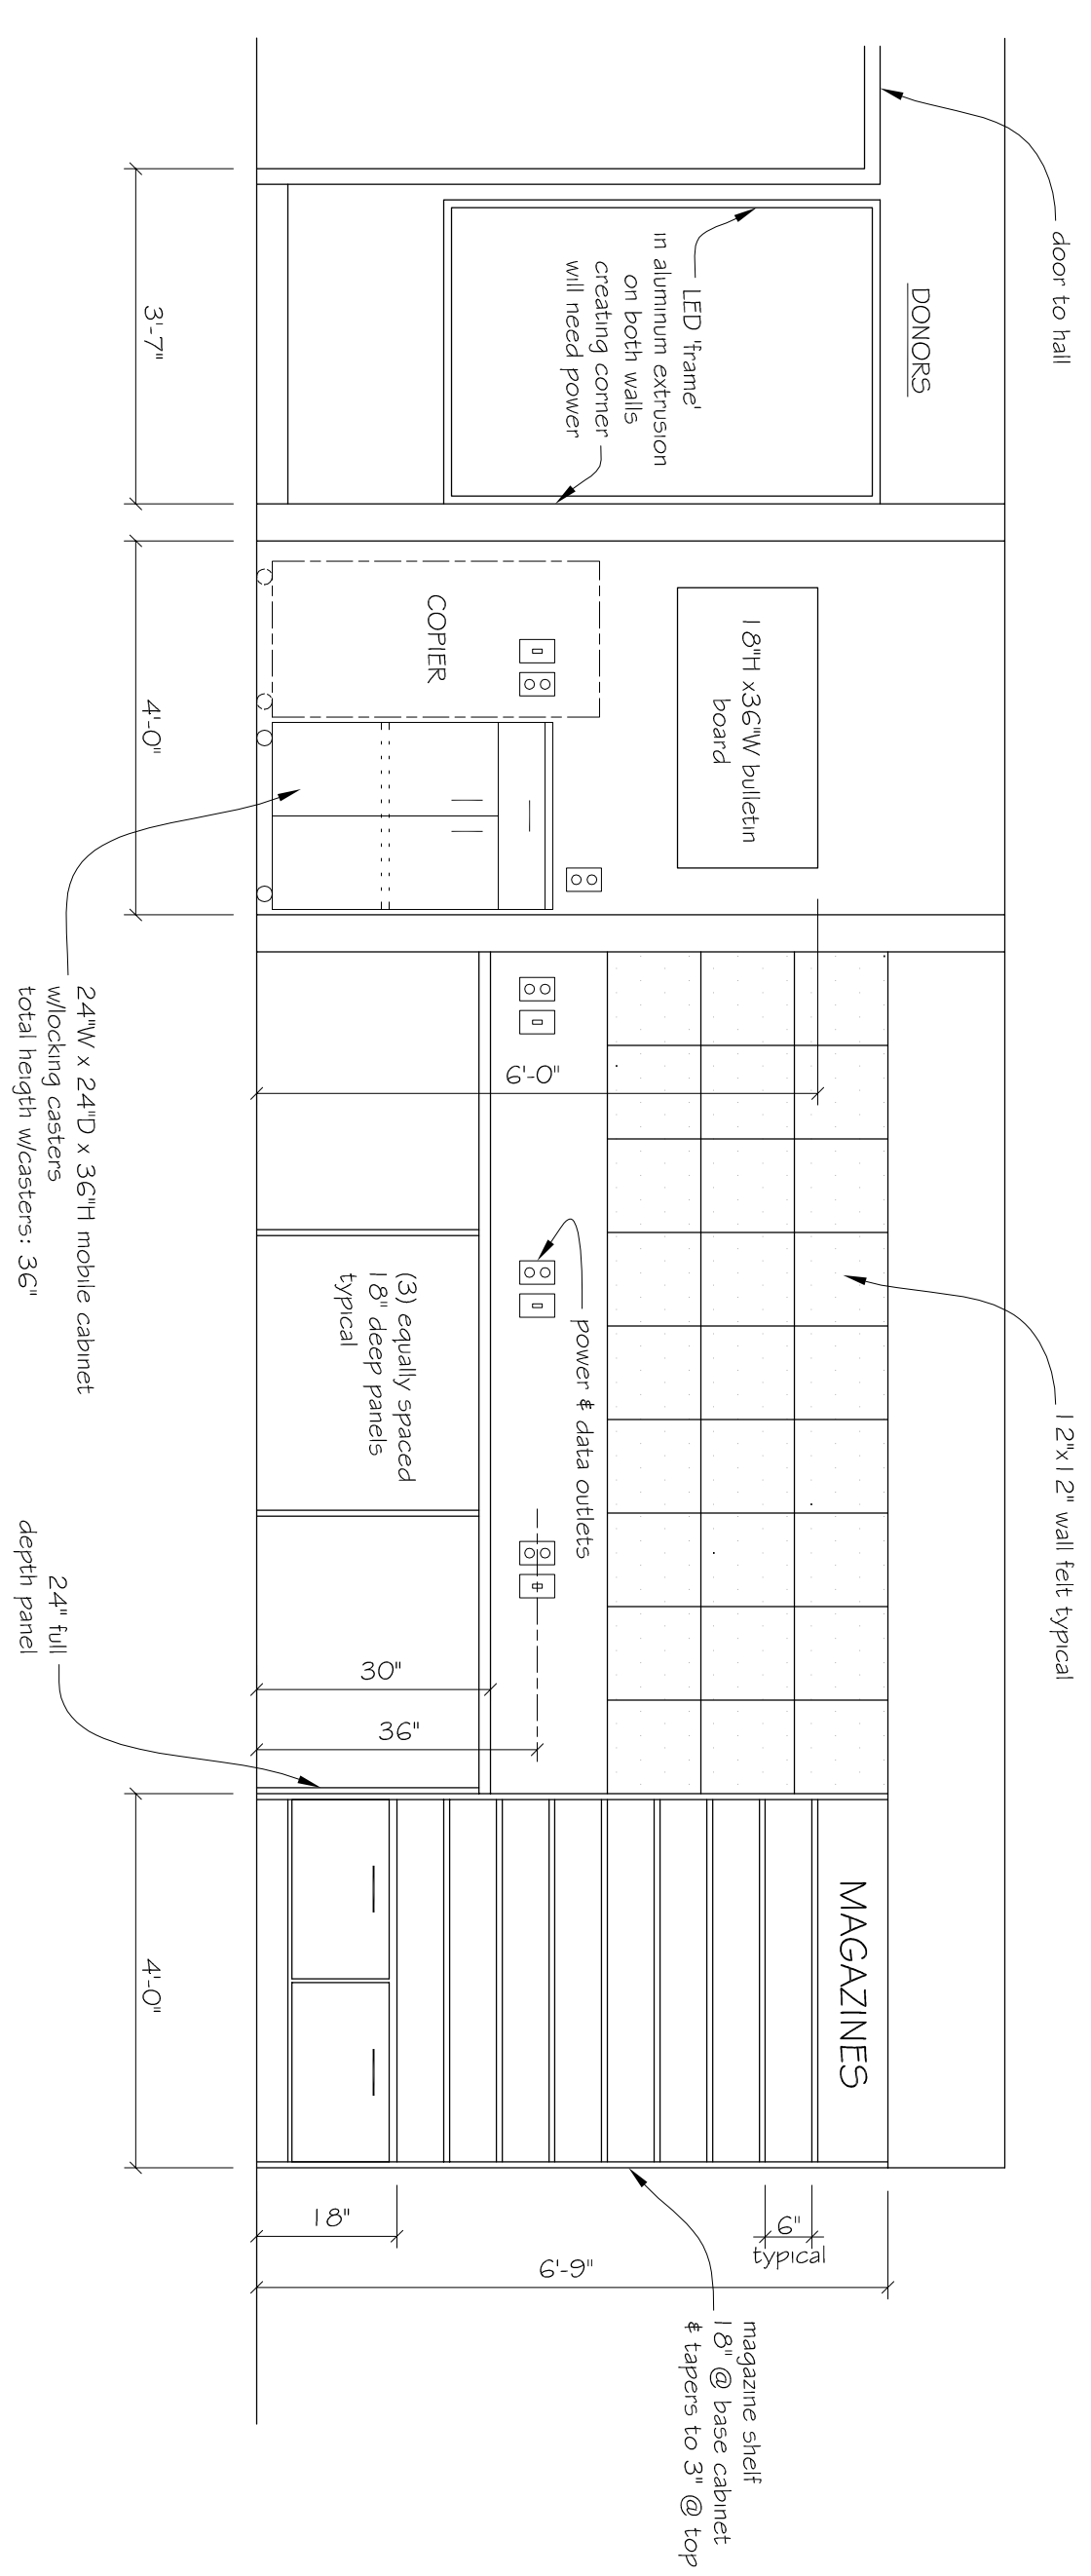 door to hall
12"x12" wall felt typical
DONORS
MAGAZINES
18"H x36"W bulletin
board
LED 'frame'
in aluminum extrusion
on both walls
creating corner
will need power
COPIER
6'-0"
power & data outlets
(3) equally spaced
18" deep panels
typical
30"
36"
18"
6"
typical
6'-9"
magazine shelf
18" @ base cabinet
& tapers to 3" @ top
3'-7"
4'-0"
4'-0"
24"W x 24"D x 36"H mobile cabinet
w/locking casters
total heigth w/casters: 36"
24" full
depth panel